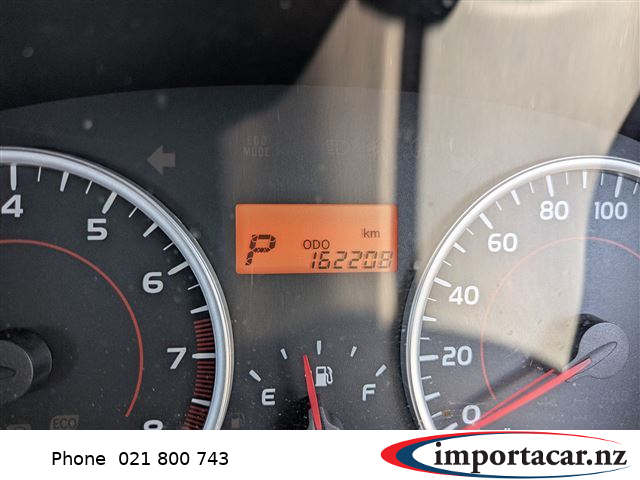 ECO
MODE
4
5
6
7
8
ECO
P
ODO
km
162208
E
F
0
20
40
60
80
100
Phone 021 800 743
importacar.nz